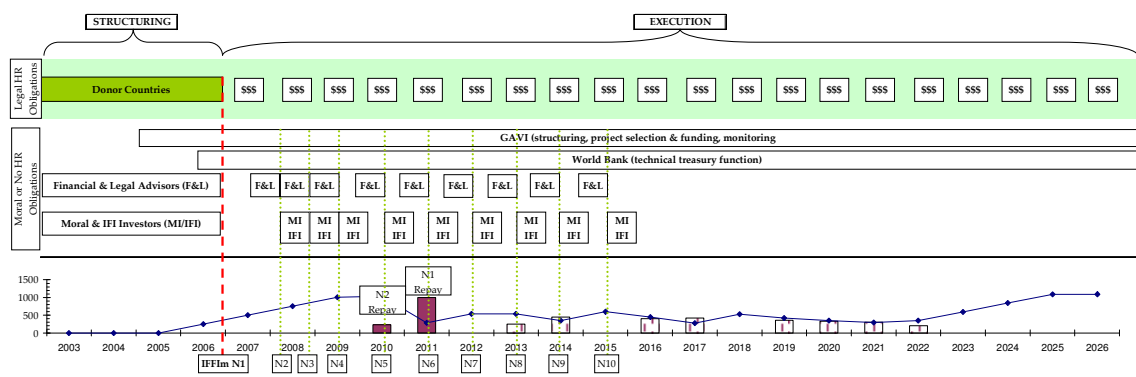 STRUCTURING
EXECUTION
Legal HR
Obligations
Donor Countries
$$$ $$$ $$$ $$$ $$$ $$$ $$$ $$$ $$$ $$$ $$$ $$$ $$$ $$$ $$$ $$$ $$$ $$$ $$$ $$$
Moral or No HR
Obligations
GAVI (structuring, project selection & funding, monitoring
World Bank (technical treasury function)
Financial & Legal Advisors (F&L)
F&L F&L F&L F&L F&L F&L F&L F&L F&L
Moral & IFI Investors (MI/IFI)
MI MI MI MI MI MI MI MI MI
IFI IFI IFI IFI IFI IFI IFI IFI IFI
1500
1000
500
0
N2
Repay
N1
Repay
2003 2004 2005 2006 2007 2008 2009 2010 2011 2012 2013 2014 2015 2016 2017 2018 2019 2020 2021 2022 2023 2024 2025 2026
IFFIm N1 N2 N3 N4 N5 N6 N7 N8 N9 N10